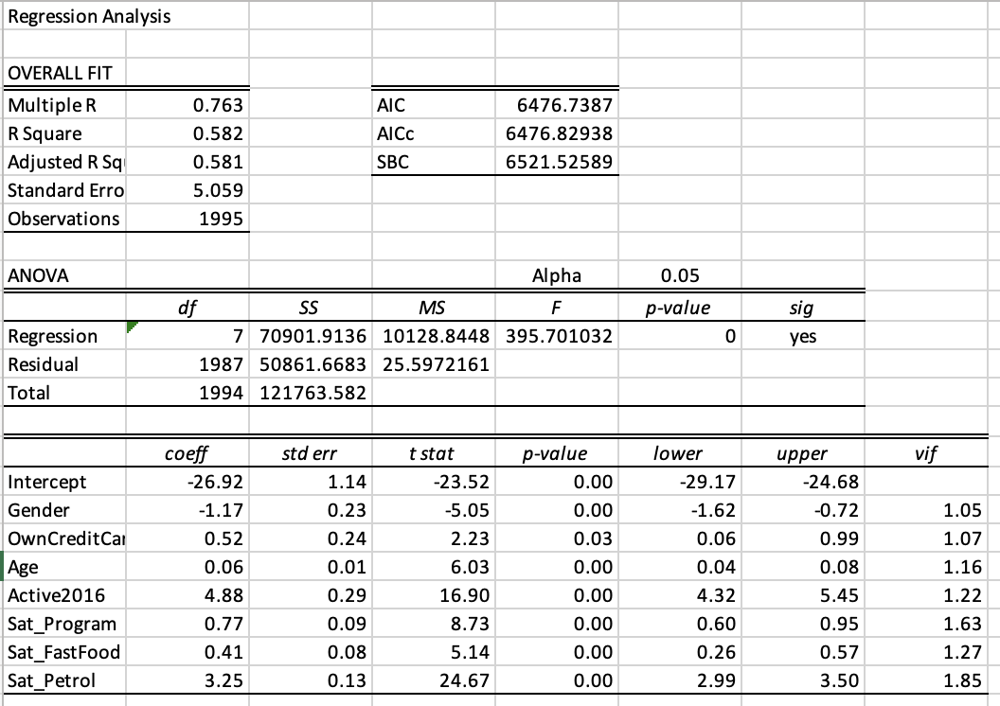 Regression Analysis
OVERALL FIT
Multiple R 0.763 AIC 6476.7387
R Square 0.582 AICc 6476.82938
Adjusted R Sq 0.581 SBC 6521.52589
Standard Erro 5.059
Observations 1995
ANOVA Alpha 0.05
df SS MS F p-value sig
Regression 7 70901.9136 10128.8448 395.701032 0 yes
Residual 1987 50861.6683 25.5972161
Total 1994 121763.582
coeff std err t stat p-value lower upper vif
Intercept -26.92 1.14 -23.52 0.00 -29.17 -24.68
Gender -1.17 0.23 -5.05 0.00 -1.62 -0.72 1.05
OwnCreditCar 0.52 0.24 2.23 0.03 0.06 0.99 1.07
Age 0.06 0.01 6.03 0.00 0.04 0.08 1.16
Active2016 4.88 0.29 16.90 0.00 4.32 5.45 1.22
Sat_Program 0.77 0.09 8.73 0.00 0.60 0.95 1.63
Sat_FastFood 0.41 0.08 5.14 0.00 0.26 0.57 1.27
Sat_Petrol 3.25 0.13 24.67 0.00 2.99 3.50 1.85